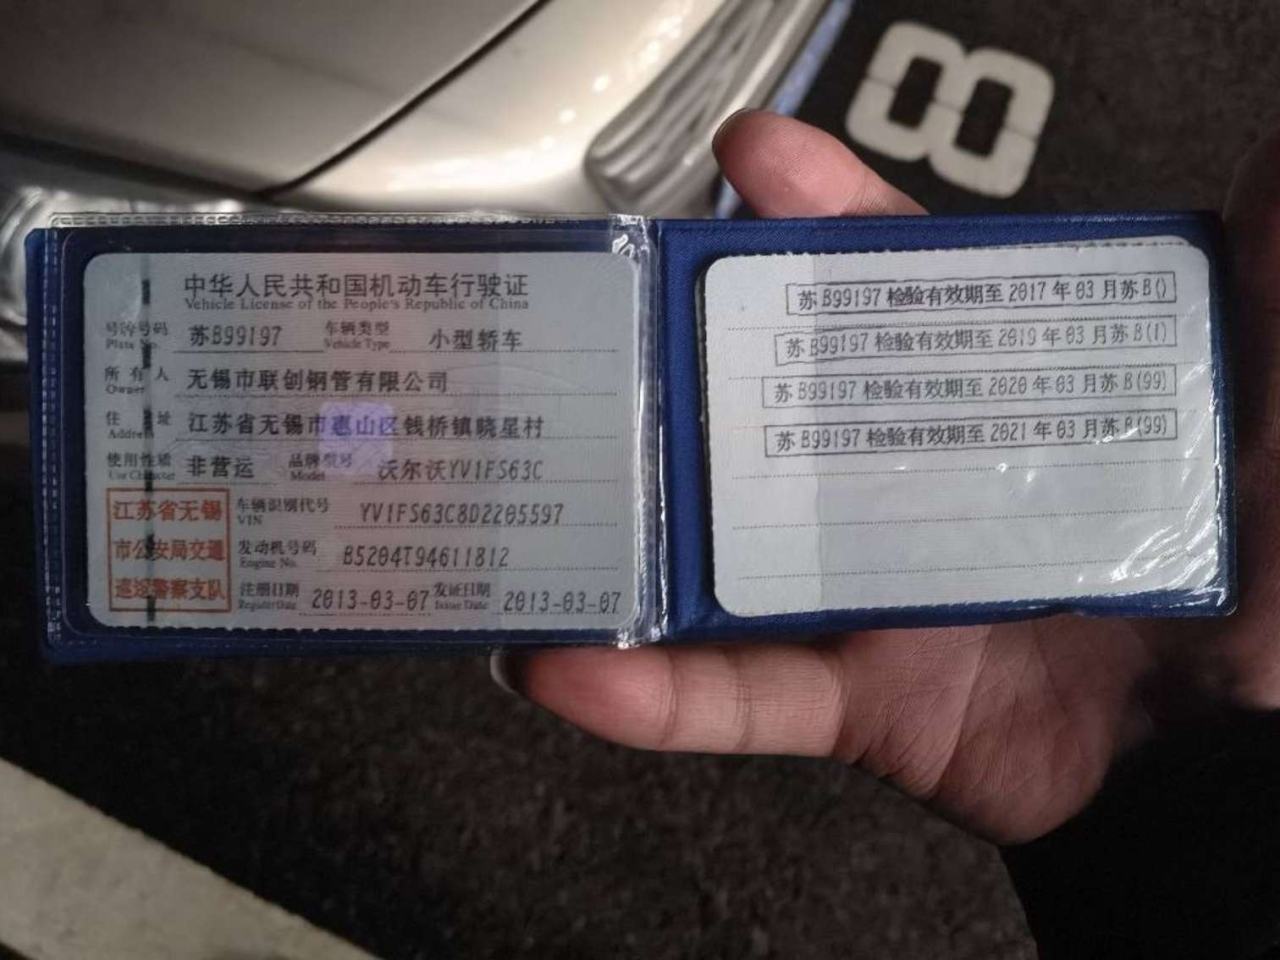 中华人民共和国机动车行驶证
Vehicle License of the People's Republic of China
号牌号码 苏B99197 车辆类型 小型轿车
Plate No. Vehicle Type
所有人 无锡市联创钢管有限公司
Owner
住址 江苏省无锡市惠山区钱桥镇晓星村
Address
使用性质 非营运 品牌型号 沃尔沃YV1FS63C
Use Character Model
江苏省无锡
市公安局交通
巡逻警察支队
车辆识别代号 YV1FS63C8D2205597
VIN
发动机号码 B5204T94611812
Engine No.
注册日期 2013-03-07 发证日期 2013-03-07
Register Date Issue Date
苏B99197 检验有效期至 2017 年 03 月苏B()
苏B99197 检验有效期至 2019 年 03 月苏B(1)
苏B99197 检验有效期至 2020 年 03 月苏B(99)
苏B99197 检验有效期至 2021 年 03 月苏B(99)
8